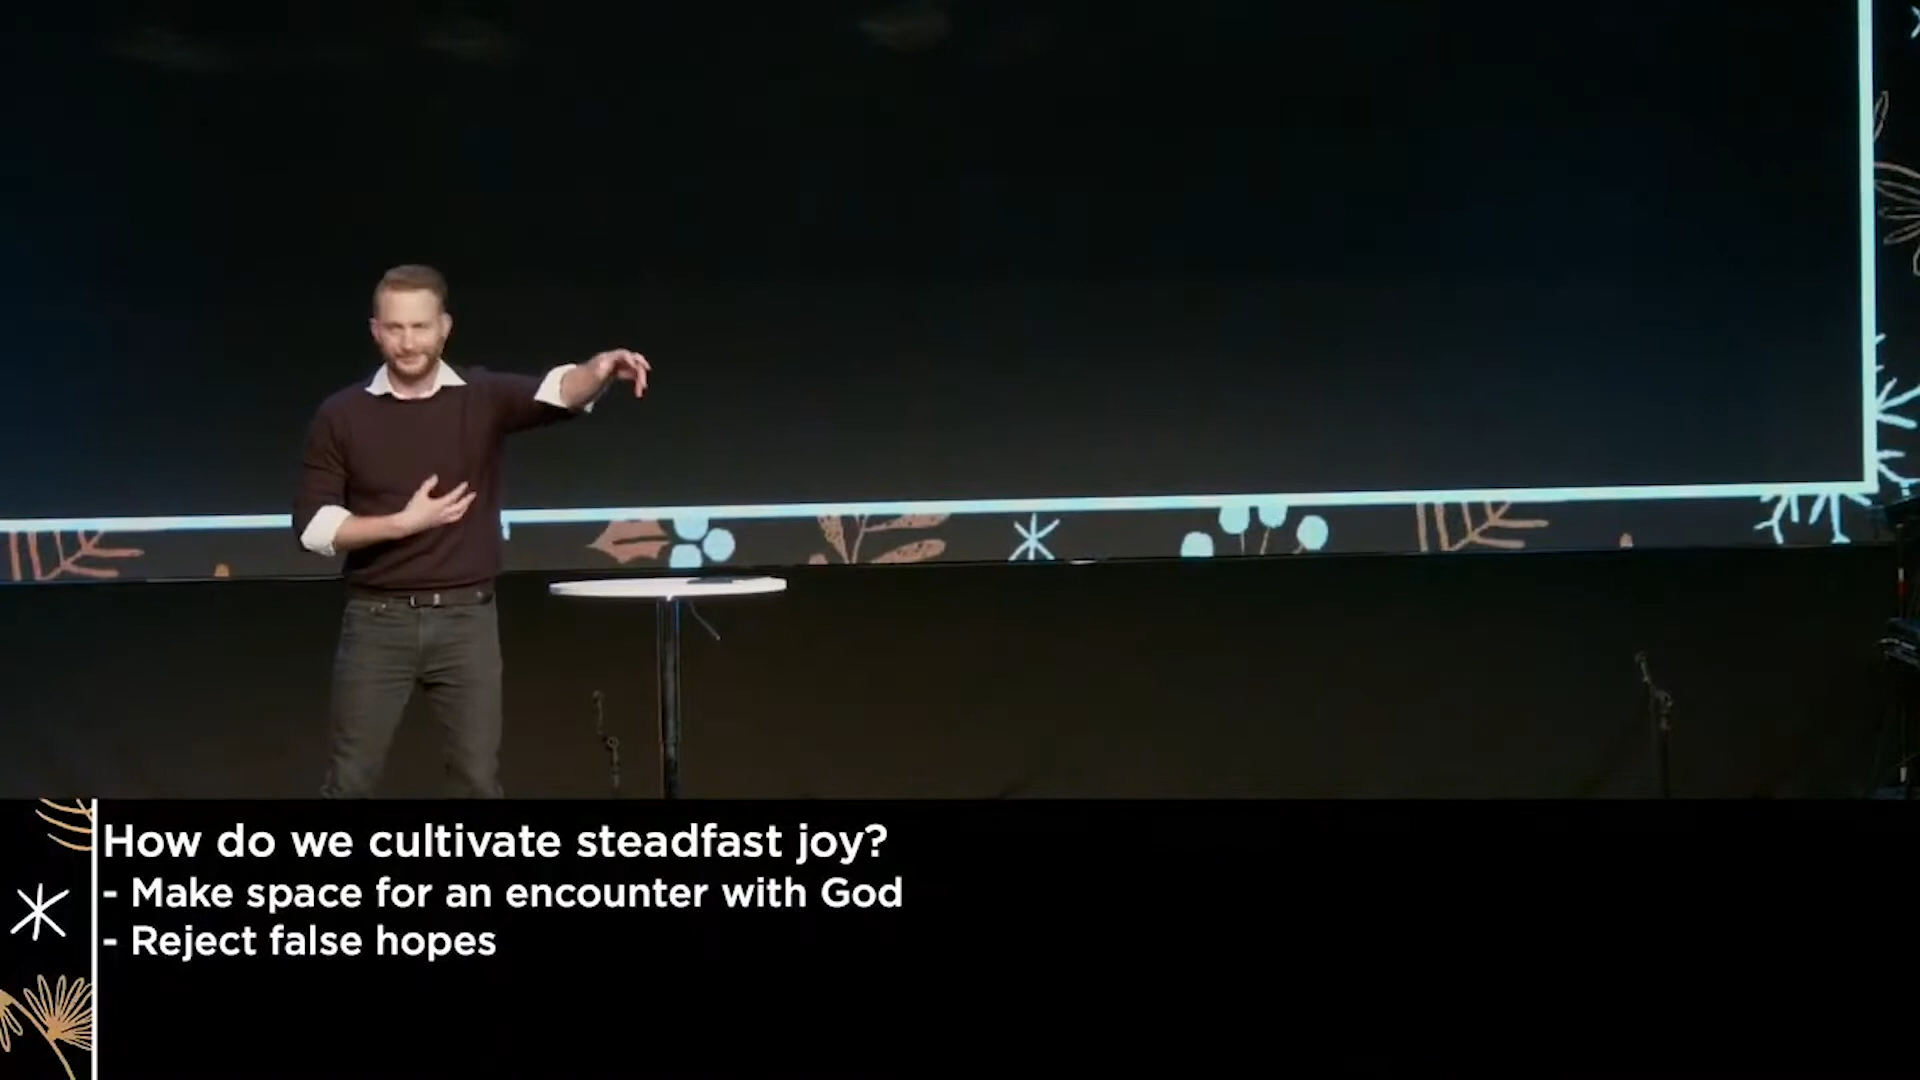 How do we cultivate steadfast joy?
- Make space for an encounter with God
- Reject false hopes